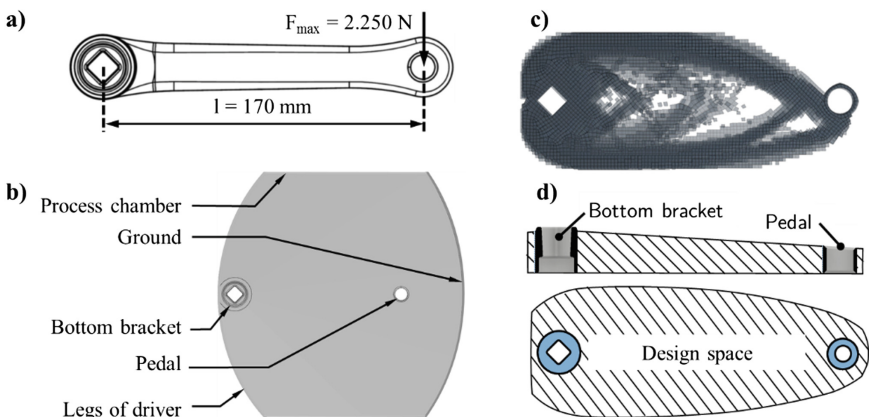 a)
Fmax = 2.250 N
l = 170 mm
b)
Process chamber
Ground
Bottom bracket
Pedal
Legs of driver
c)
d)
Bottom bracket
Pedal
Design space